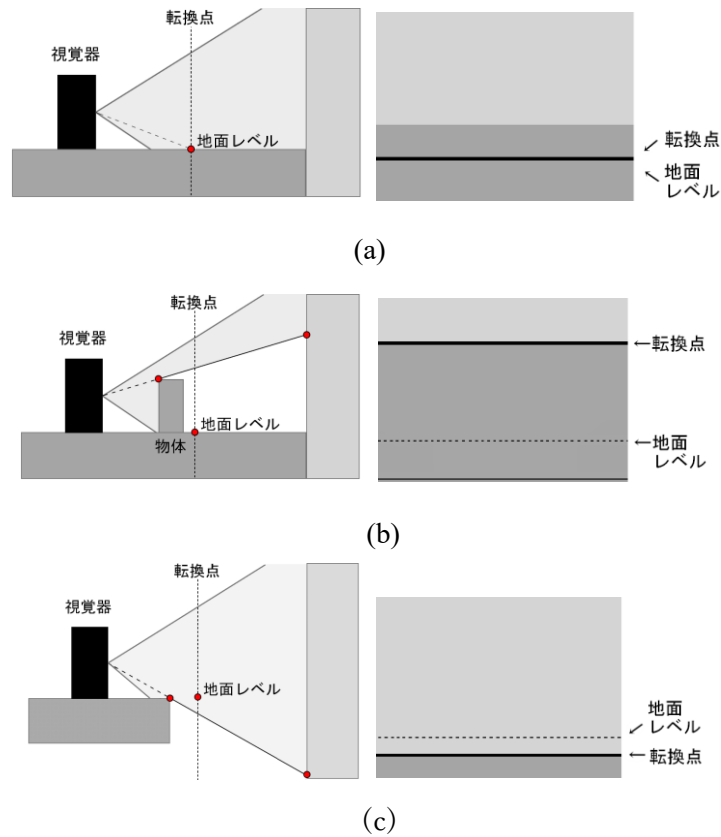 転換点
視覚器
地面レベル
転換点
地面
レベル
(a)
転換点
視覚器
地面レベル
物体
←転換点
←地面
レベル
(b)
転換点
視覚器
地面レベル
地面
レベル
←転換点
(c)